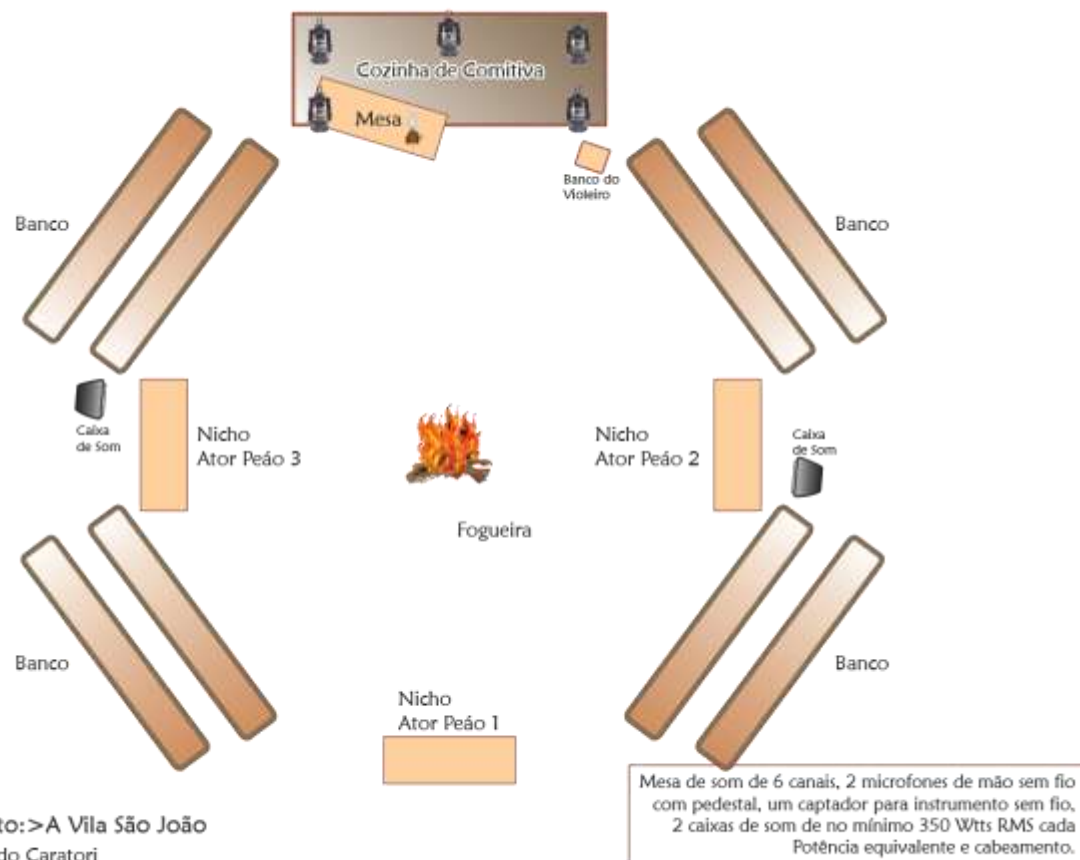 Cozinha de Comitiva
Mesa
Banco do
Violeiro
Banco
Banco
Caixa
de Som
Nicho
Ator Peáo 3
Nicho
Ator Peáo 2
Caixa
de Som
Fogueira
Banco
Banco
Nicho
Ator Peáo 1
Mesa de som de 6 canais, 2 microfones de mão sem fio
com pedestal, um captador para instrumento sem fio,
2 caixas de som de no mínimo 350 Wtts RMS cada
Potência equivalente e cabeamento.
to:>A Vila São João
do Caratori